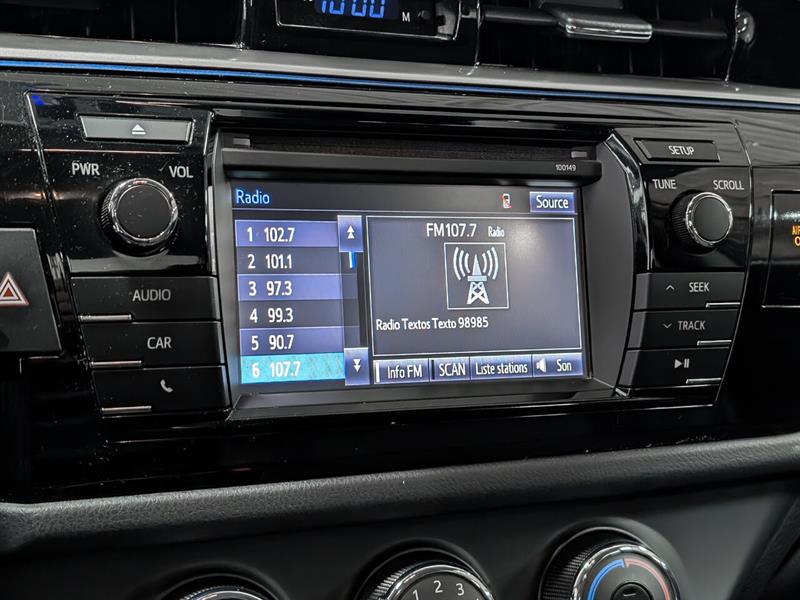 10:00
M
PWR
VOL
100149
SETUP
TUNE
SCROLL
Radio
Source
1 102.7
2 101.1
3 97.3
4 99.3
5 90.7
6 107.7
FM107.7 Radio
Radio Textos Texto 98985
Info FM
SCAN
Liste stations
Son
AUDIO
CAR
SEEK
TRACK
1 2 3